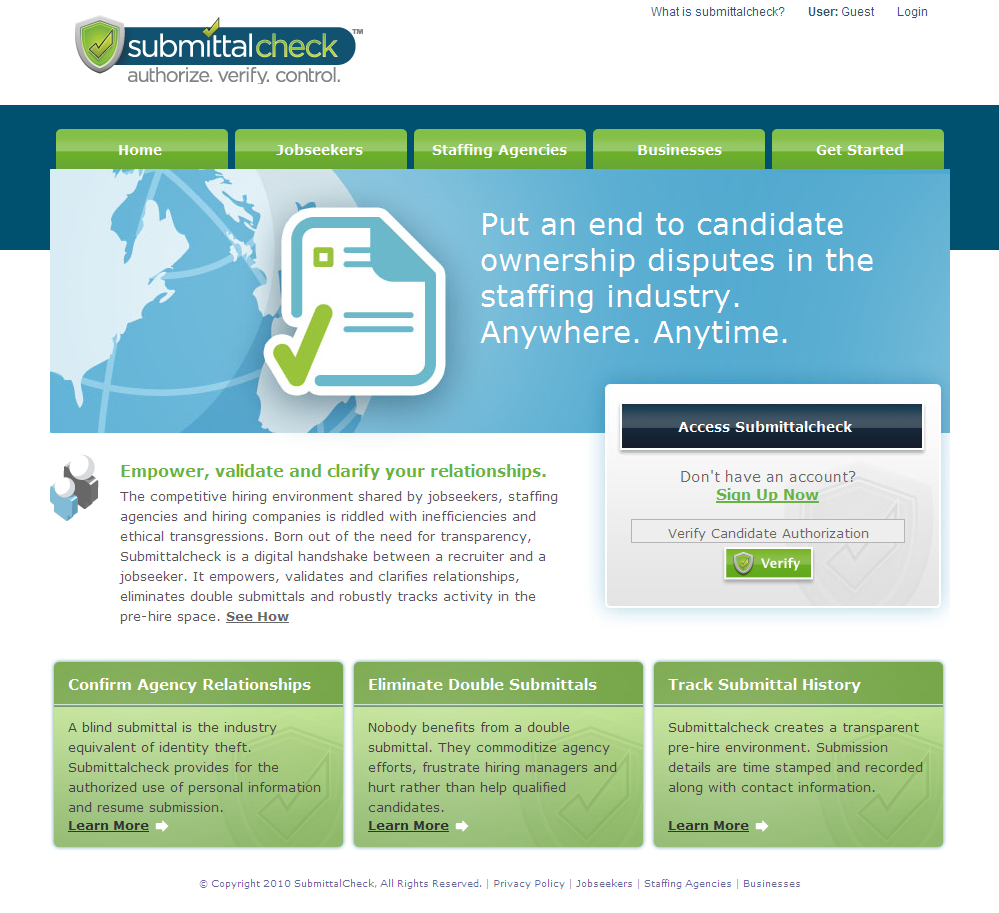 What is submittalcheck? User: Guest Login
submittalcheck™
authorize. verify. control.
Home Jobseekers Staffing Agencies Businesses Get Started
Put an end to candidate
ownership disputes in the
staffing industry.
Anywhere. Anytime.
Access Submittalcheck
Don't have an account?
Sign Up Now
Verify Candidate Authorization
Verify
Empower, validate and clarify your relationships.
The competitive hiring environment shared by jobseekers, staffing
agencies and hiring companies is riddled with inefficiencies and
ethical transgressions. Born out of the need for transparency,
Submittalcheck is a digital handshake between a recruiter and a
jobseeker. It empowers, validates and clarifies relationships,
eliminates double submittals and robustly tracks activity in the
pre-hire space. See How
Confirm Agency Relationships
A blind submittal is the industry
equivalent of identity theft.
Submittalcheck provides for the
authorized use of personal information
and resume submission.
Learn More
Eliminate Double Submittals
Nobody benefits from a double
submittal. They commoditize agency
efforts, frustrate hiring managers and
hurt rather than help qualified
candidates.
Learn More
Track Submittal History
Submittalcheck creates a transparent
pre-hire environment. Submission
details are time stamped and recorded
along with contact information.
Learn More
© Copyright 2010 SubmittalCheck, All Rights Reserved. | Privacy Policy | Jobseekers | Staffing Agencies | Businesses